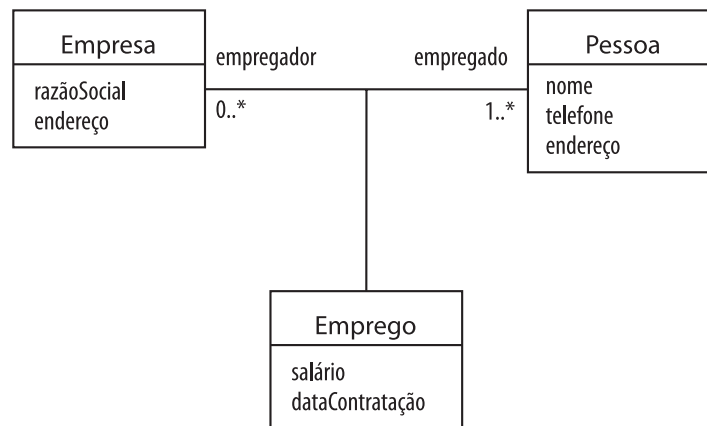 Empresa
razãoSocial
endereço
empregador
0..*
empregado
1..*
Pessoa
nome
telefone
endereço
Emprego
salário
dataContratação